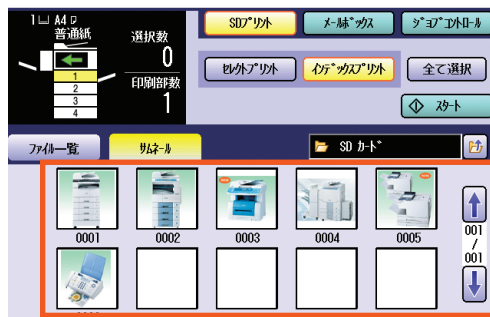 1 A4
普通紙
1
2
3
4
選択数
0
印刷部数
1
SDﾌﾟﾘﾝﾄ
ﾒｰﾙﾎﾞｯｸｽ
ｼﾞｮﾌﾞｺﾝﾄﾛｰﾙ
ｾﾚｸﾄﾌﾟﾘﾝﾄ
ｲﾝﾃﾞｯｸｽﾌﾟﾘﾝﾄ
全て選択
ｽﾀｰﾄ
ﾌｧｲﾙ一覧
ｻﾑﾈｰﾙ
SD ｶｰﾄﾞ
0001
0002
0003
0004
0005
001
/
001